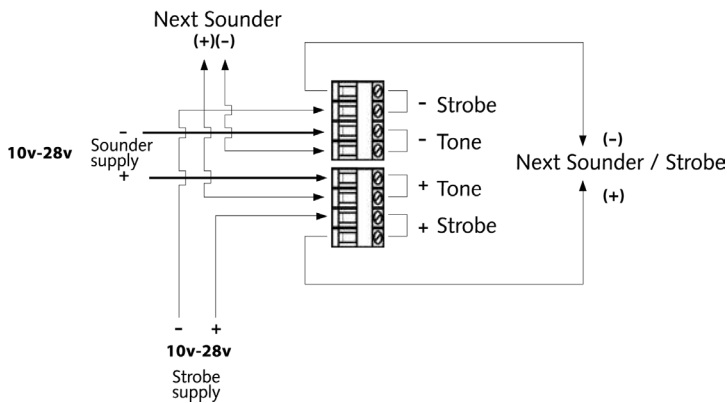 Next Sounder
(+)(-)
- Strobe
- Tone
-
Sounder
supply
+
10v-28v
(-)
Next Sounder / Strobe
(+)
+ Tone
+ Strobe
- +
10v-28v
Strobe
supply